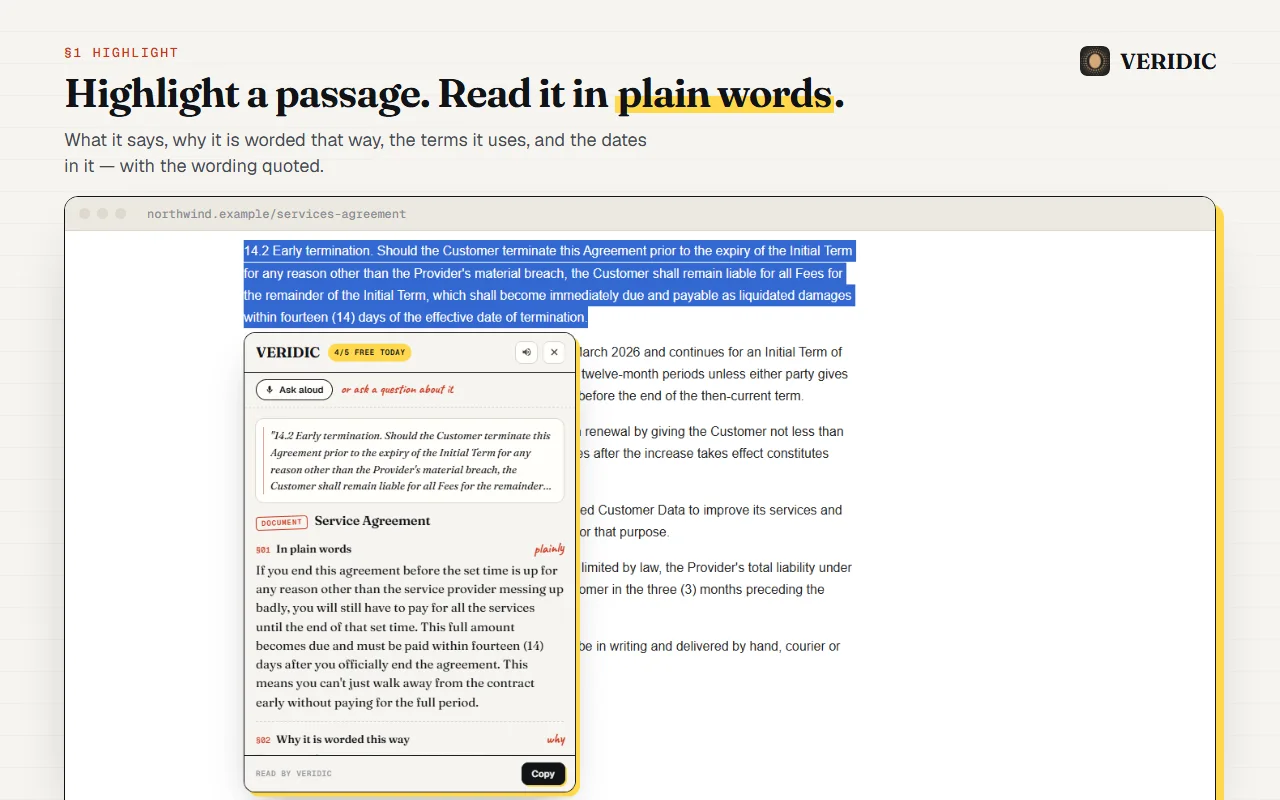 §1 HIGHLIGHT
VERIDIC
Highlight a passage. Read it in plain words.
What it says, why it is worded that way, the terms it uses, and the dates
in it — with the wording quoted.
northwind.example/services-agreement
14.2 Early termination. Should the Customer terminate this Agreement prior to the expiry of the Initial Term
for any reason other than the Provider's material breach, the Customer shall remain liable for all Fees for
the remainder of the Initial Term, which shall become immediately due and payable as liquidated damages
within fourteen (14) days of the effective date of termination.
VERIDIC 4/5 FREE TODAY
Ask aloud or ask a question about it
"14.2 Early termination. Should the Customer terminate this
Agreement prior to the expiry of the Initial Term for any
reason other than the Provider's material breach, the
Customer shall remain liable for all Fees for the remainder...
DOCUMENT Service Agreement
§01 In plain words plainly
If you end this agreement before the set time is up for
any reason other than the service provider messing up
badly, you will still have to pay for all the services
until the end of that set time. This full amount
becomes due and must be paid within fourteen (14)
days after you officially end the agreement. This
means you can't just walk away from the contract
early without paying for the full period.
§02 Why it is worded this way why
READ BY VERIDIC Copy
March 2026 and continues for an Initial Term of
twelve-month periods unless either party gives
before the end of the then-current term.
renewal by giving the Customer not less than
es after the increase takes effect constitutes
ed Customer Data to improve its services and
or that purpose.
limited by law, the Provider's total liability under
omer in the three (3) months preceding the
be in writing and delivered by hand, courier or